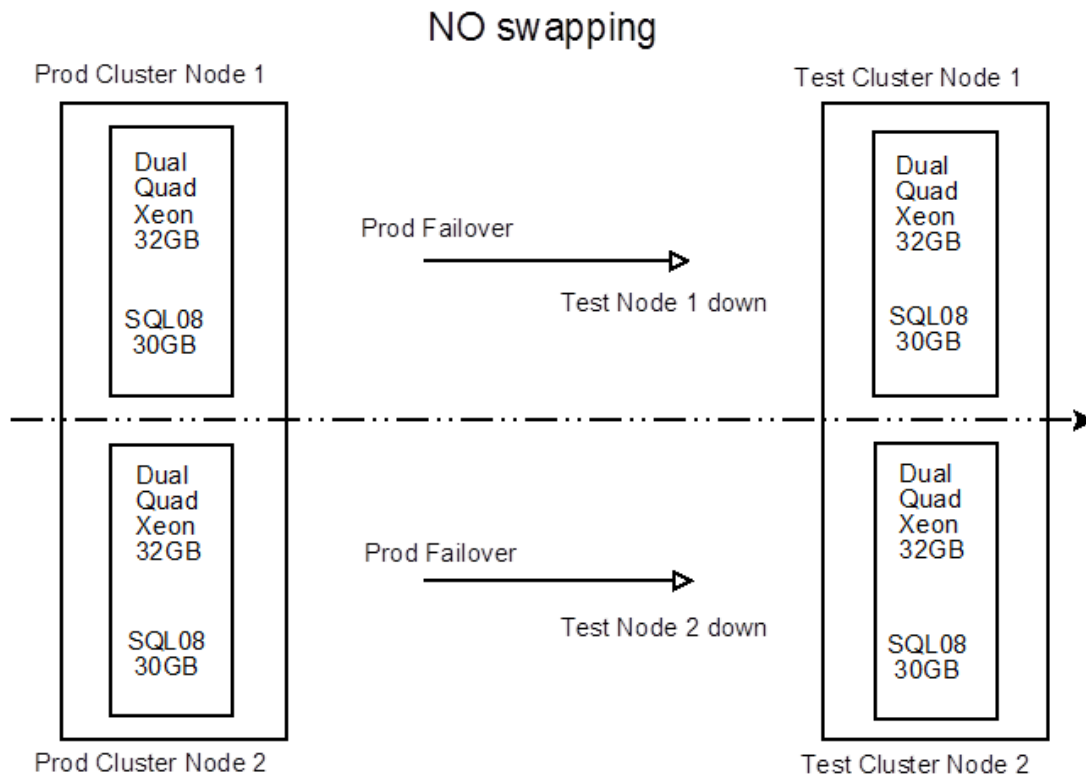 NO swapping
Prod Cluster Node 1
Test Cluster Node 1
Dual
Quad
Xeon
32GB
SQL08
30GB
Prod Failover
Test Node 1 down
Dual
Quad
Xeon
32GB
SQL08
30GB
Dual
Quad
Xeon
32GB
SQL08
30GB
Prod Failover
Test Node 2 down
Dual
Quad
Xeon
32GB
SQL08
30GB
Prod Cluster Node 2
Test Cluster Node 2